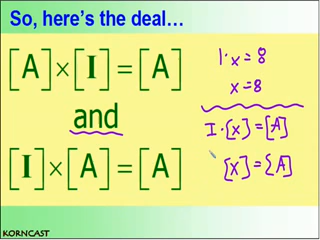 So, here's the deal…
[A]×[I]=[A]
and
[I]×[A]=[A]
1·x=8
x=8
I·[x]=[A]
[x]=[A]
KORNCAST